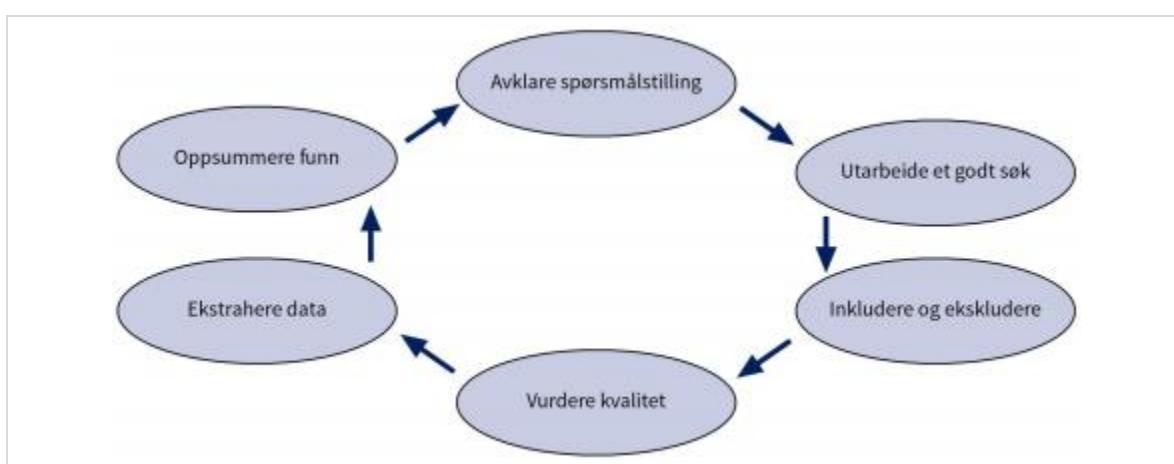 Avklare spørsmålstilling
Utarbeide et godt søk
Inkludere og ekskludere
Vurdere kvalitet
Ekstrahere data
Oppsummere funn